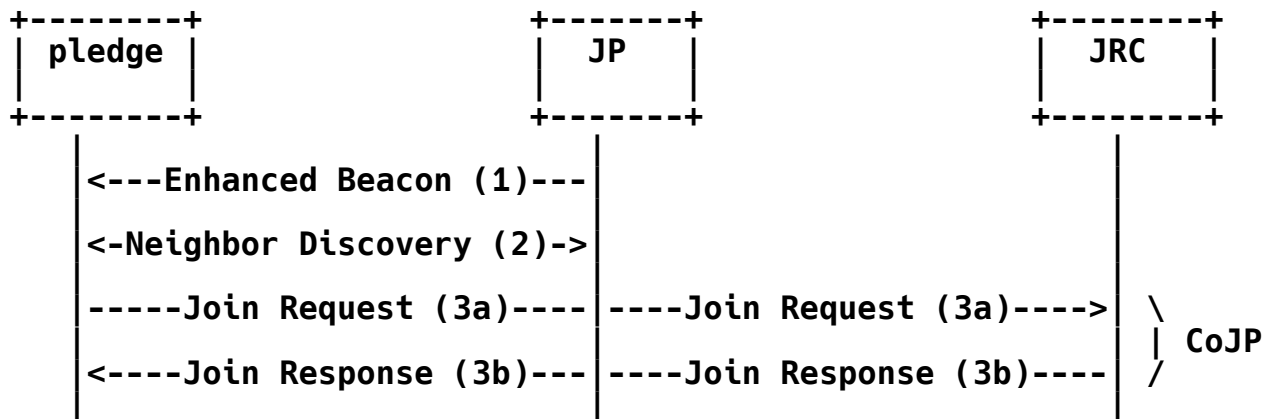 +--------+ +-------+ +--------+
| pledge | | JP | | JRC |
| | | | | |
+--------+ +-------+ +--------+
| | |
|<---Enhanced Beacon (1)---| |
| | |
|<-Neighbor Discovery (2)->| |
| | |
|-----Join Request (3a)----|----Join Request (3a)---->| \
| | | | CoJP
|<----Join Response (3b)---|----Join Response (3b)----| /
| | |